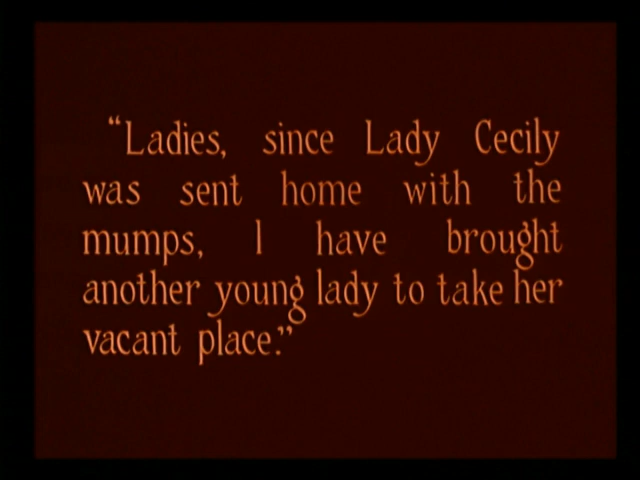 “Ladies, since Lady Cecily
was sent home with the
mumps, I have brought
another young lady to take her
vacant place.”